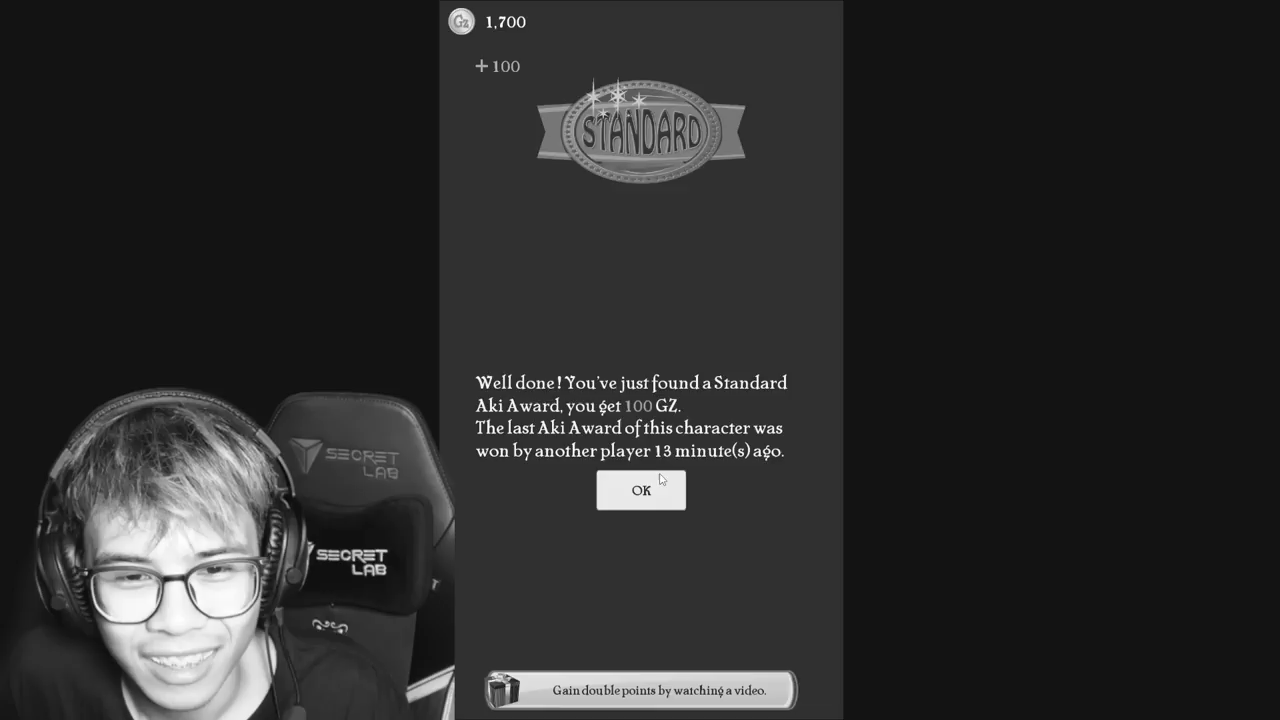 Gz 1,700
+ 100
STANDARD
Well done! You've just found a Standard
Aki Award, you get 100 GZ.
The last Aki Award of this character was
won by another player 13 minute(s) ago.
OK
SECRET
LAB
SECRET
LAB
Gain double points by watching a video.